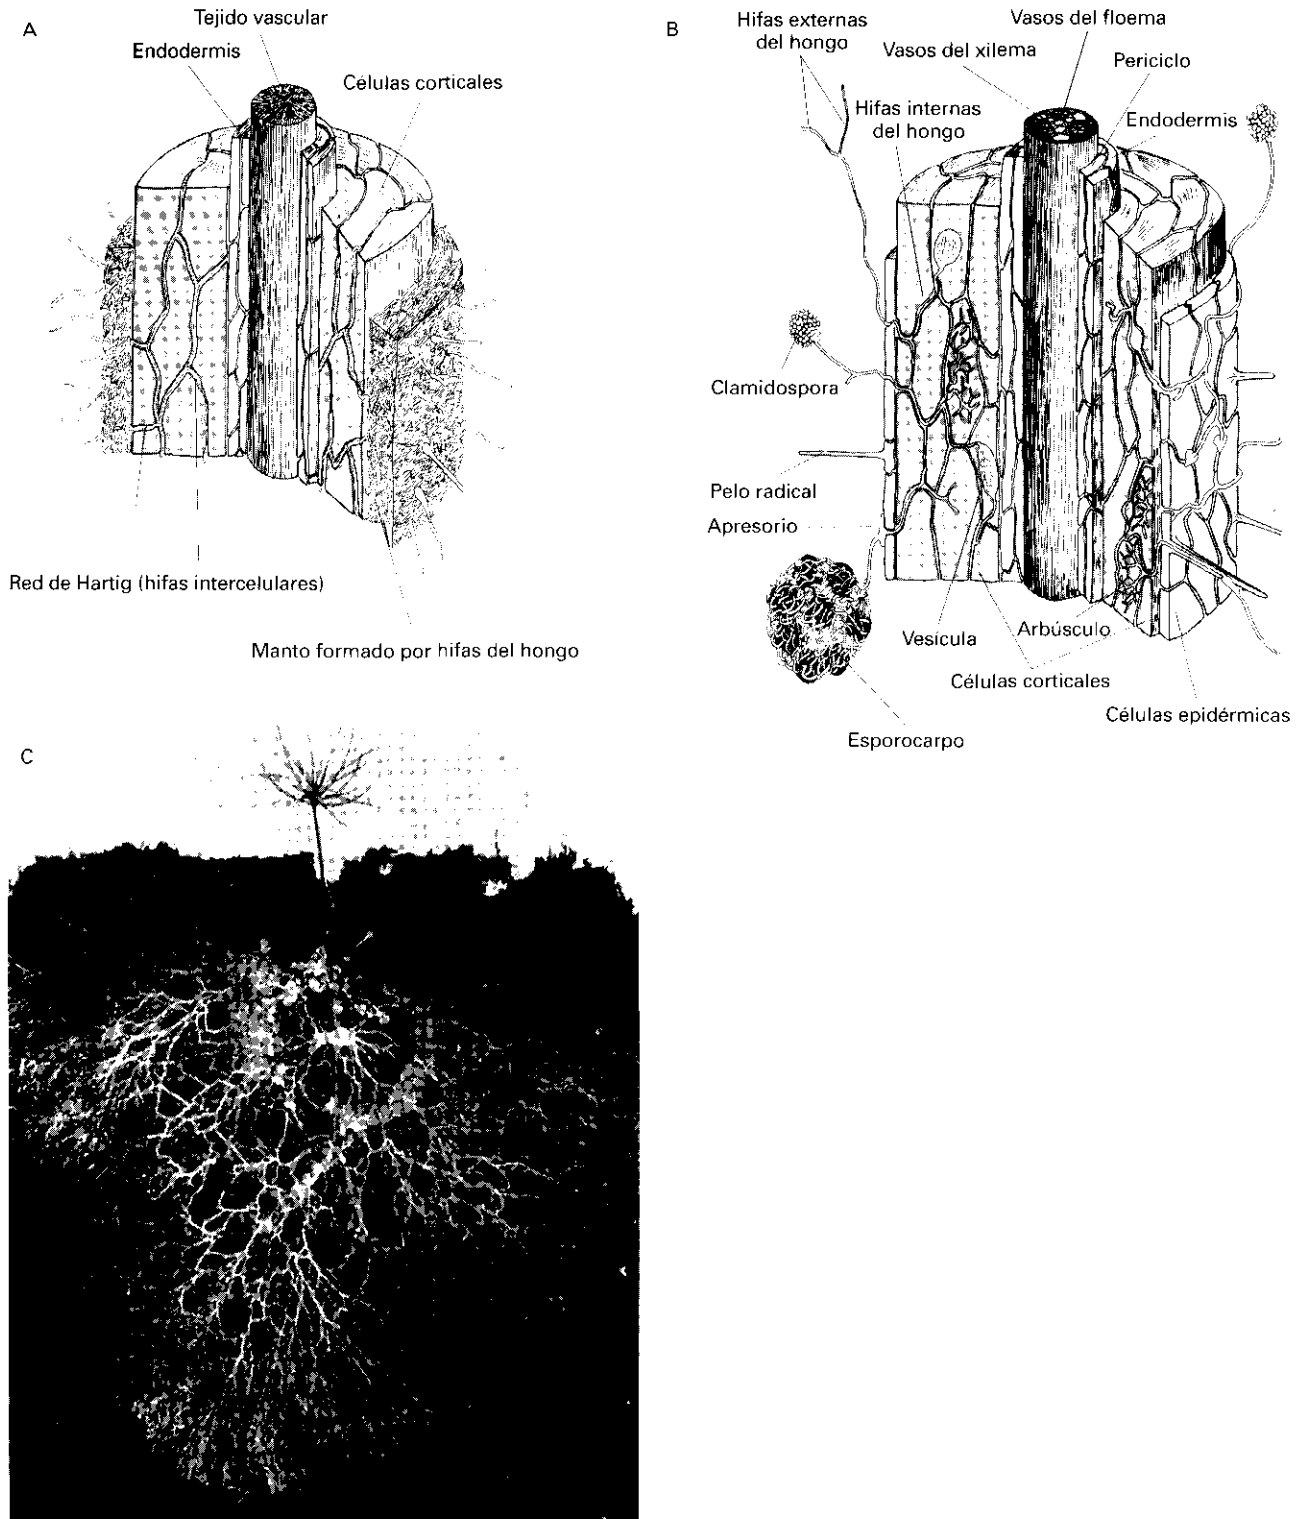 A
Tejido vascular
Endodermis
Células corticales
Red de Hartig (hifas intercelulares)
Manto formado por hifas del hongo
B
Hifas externas
del hongo
Vasos del floema
Vasos del xilema
Periciclo
Hifas internas
del hongo
Endodermis
Clamidospora
Pelo radical
Apresorio
Vesícula
Arbúsculo
Células corticales
Células epidérmicas
Esporocarpo
C